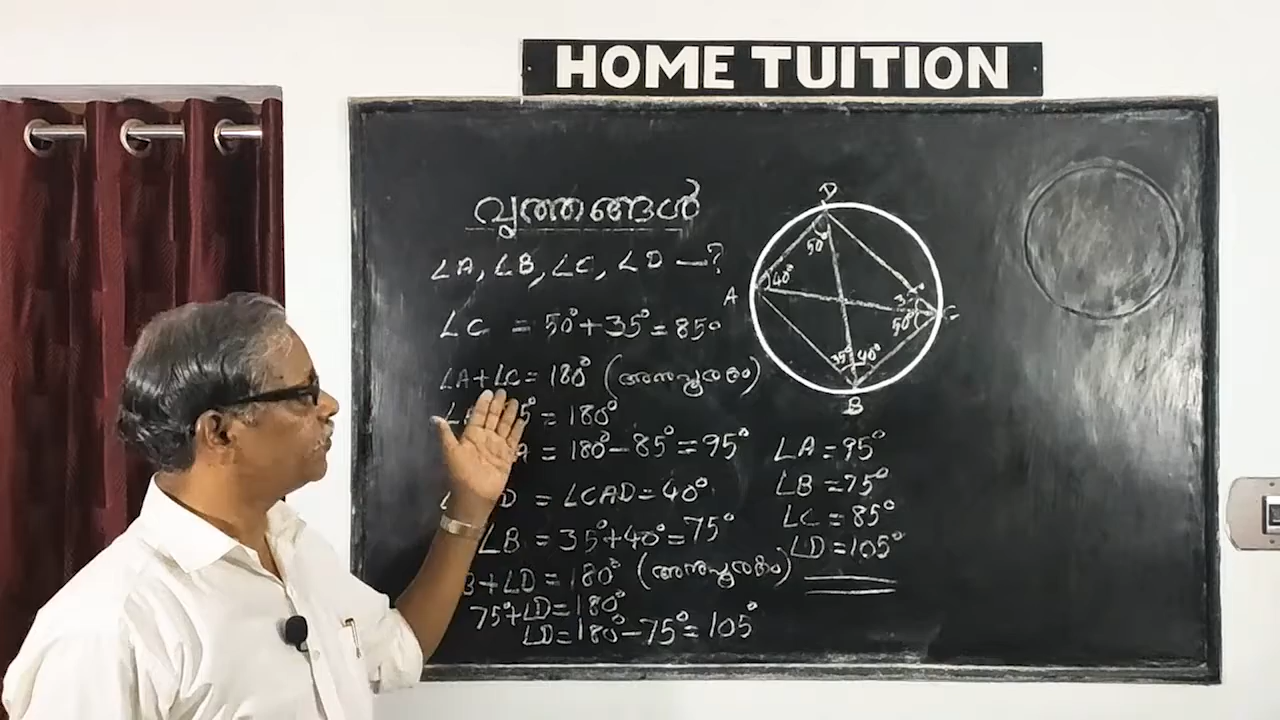 HOME TUITION
വൃത്തങ്ങൾ
∠A, ∠B, ∠C, ∠D —?
∠C = 50°+35°=85°
∠A+∠C= 180° (അനുപൂരകം)
5° = 180°
A = 180°-85°=95°
D = ∠CAD=40°
∠B = 35°+40°=75°
B+∠D=180° (അനുപൂരകം)
75°+∠D=180°
∠D=180°-75°=105°
D
50°
40°
A
35°
50°
C
35° 40°
B
∠A=95°
∠B=75°
∠C=85°
∠D=105°